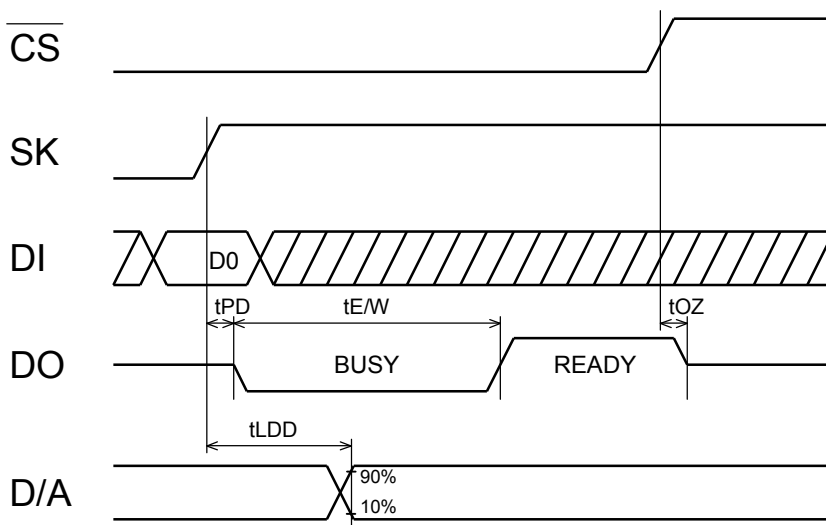 CS
SK
DI
D0
tPD
tE/W
tOZ
DO
BUSY
READY
tLDD
D/A
90%
10%